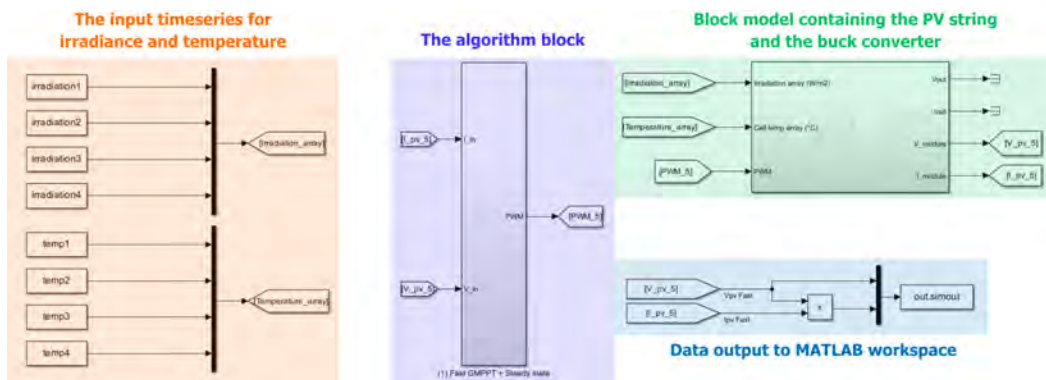 The input timeseries for
irradiance and temperature
irradiation1
irradiation2
irradiation3
irradiation4
[Irradiation_array]
temp1
temp2
temp3
temp4
[Temperature_array]
The algorithm block
[I_pv_5]
I_in
[V_pv_5]
V_in
PWM
[PWM_5]
(1) Fast GMPPT + Steady state
Block model containing the PV string
and the buck converter
[Irradiation_array]
Irradiation array (W/m2)
[Temperature_array]
Cell temp array (°C)
[PWM_5]
PWM
Vout
Iout
V_module
[V_pv_5]
I_module
[I_pv_5]
[V_pv_5]
Vpv Fast
[I_pv_5]
Ipv Fast
×
out.simout
Data output to MATLAB workspace